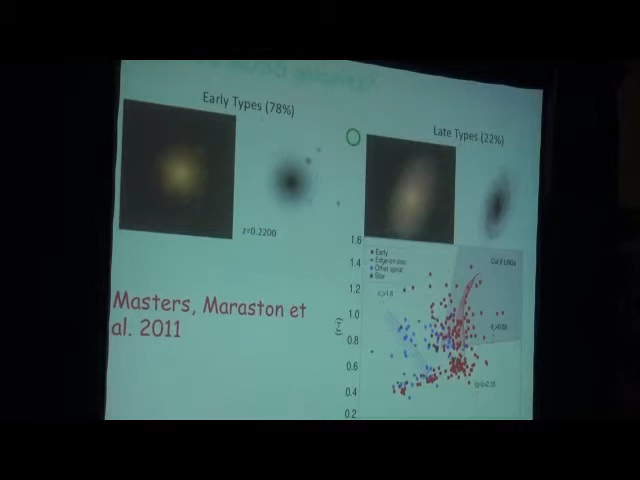 Early Types (78%)
Late Types (22%)
z=0.2200
Masters, Maraston et
al. 2011
1.6
1.4
1.2
1.0
0.8
0.6
0.4
0.2
(r-i)
Early
Edge-on disc
Other spiral
Star